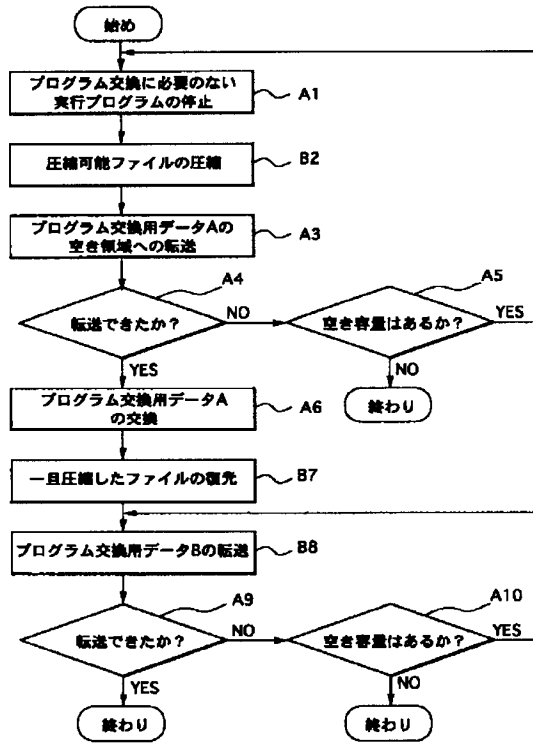 始め
プログラム交換に必要のない
実行プログラムの停止
A1
圧縮可能ファイルの圧縮
B2
プログラム交換用データAの
空き領域への転送
A3
A4
転送できたか？
NO
A5
空き容量はあるか？
YES
YES
NO
終わり
プログラム交換用データA
の交換
A6
一旦圧縮したファイルの復元
B7
プログラム交換用データBの転送
B8
A9
転送できたか？
NO
A10
空き容量はあるか？
YES
YES
NO
終わり
終わり